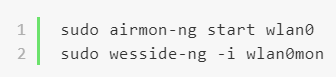 1 sudo airmon-ng start wlan0
2 sudo wesside-ng -i wlan0mon